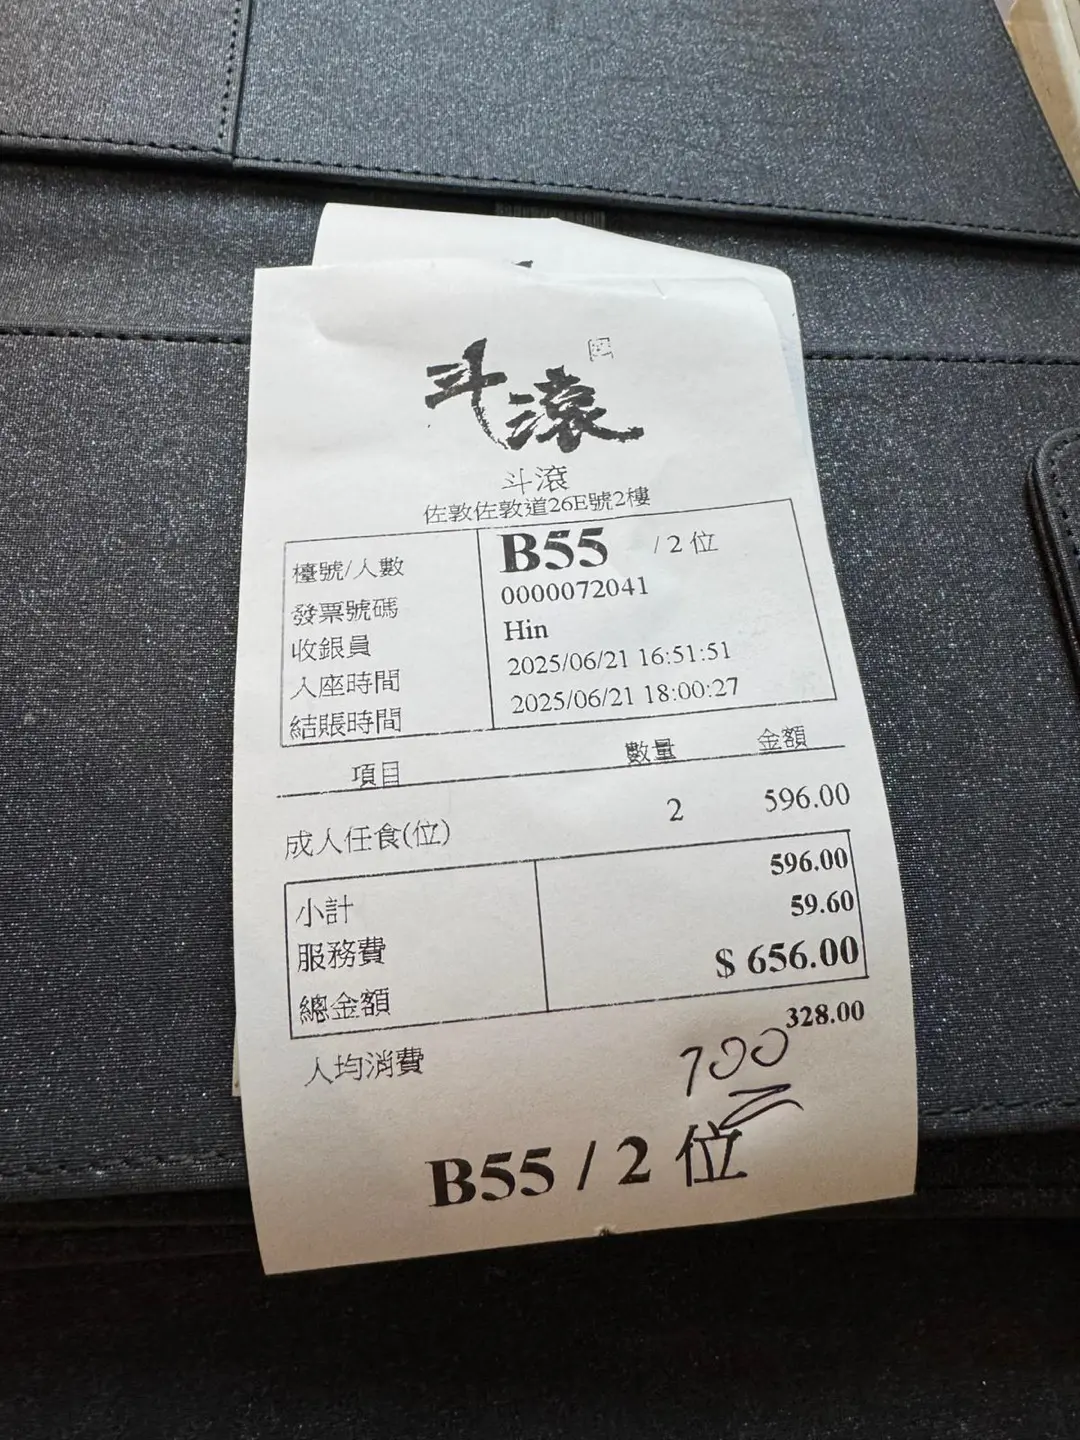 斗滾
斗滾
佐敦佐敦道26E號2樓
檯號/人數 B55 / 2 位
發票號碼 0000072041
收銀員 Hin
入座時間 2025/06/21 16:51:51
結賬時間 2025/06/21 18:00:27
項目 數量 金額
成人任食(位) 2 596.00
小計 596.00
服務費 59.60
總金額 $ 656.00
人均消費 328.00
700
B55 / 2 位